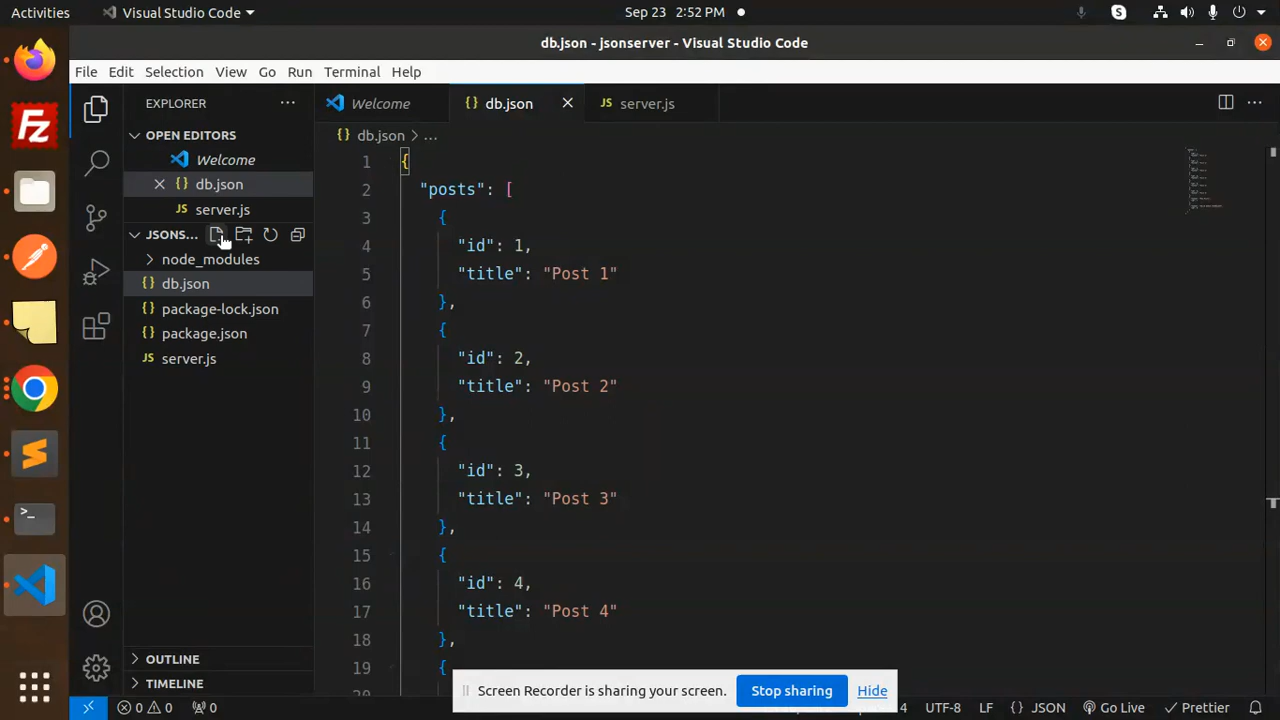 Activities
Visual Studio Code
Sep 23 2:52 PM
db.json - jsonserver - Visual Studio Code
File Edit Selection View Go Run Terminal Help
EXPLORER
OPEN EDITORS
Welcome
db.json
server.js
JSONS...
node_modules
db.json
package-lock.json
package.json
server.js
OUTLINE
TIMELINE
Welcome
db.json
server.js
db.json > ...
1 {
2 "posts": [
3 {
4 "id": 1,
5 "title": "Post 1"
6 },
7 {
8 "id": 2,
9 "title": "Post 2"
10 },
11 {
12 "id": 3,
13 "title": "Post 3"
14 },
15 {
16 "id": 4,
17 "title": "Post 4"
18 },
19 {
Screen Recorder is sharing your screen.
Stop sharing
Hide
0 0 0
4 UTF-8 LF {} JSON Go Live Prettier